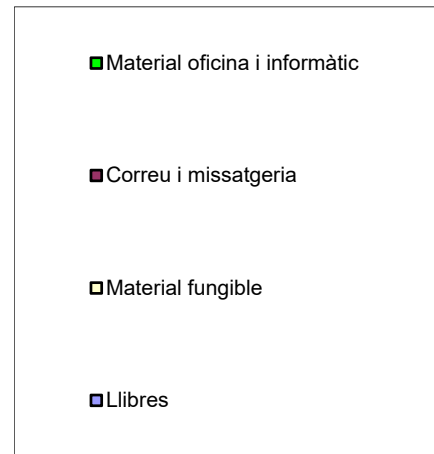 Material oficina i informàtic
Correu i missatgeria
Material fungible
Llibres